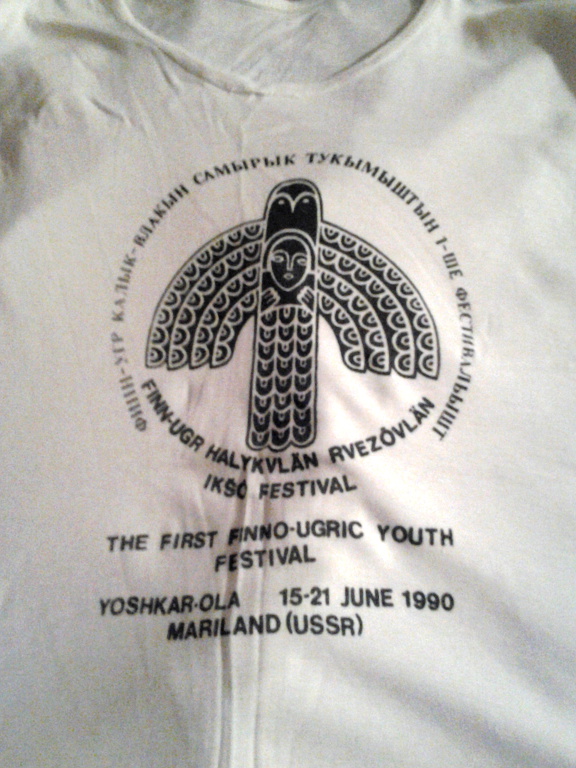 ФИНН-УГР КАЛЫК-ВЛАКЫН САМЫРЫК ТУКЫМЫШТЫН 1-ШЕ ФЕСТИВАЛЬЫШТ
FINN-UGR HALYKVLÄN RVEZÖVLÄN
IKŠÖ FESTIVAL
THE FIRST FINNO-UGRIC YOUTH
FESTIVAL
YOSHKAR-OLA 15-21 JUNE 1990
MARILAND (USSR)